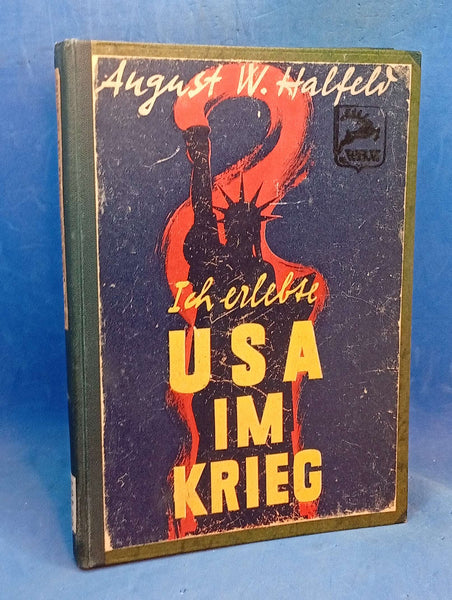 August W. Halfeld
Ich erlebte
USA
IM
KRIEG